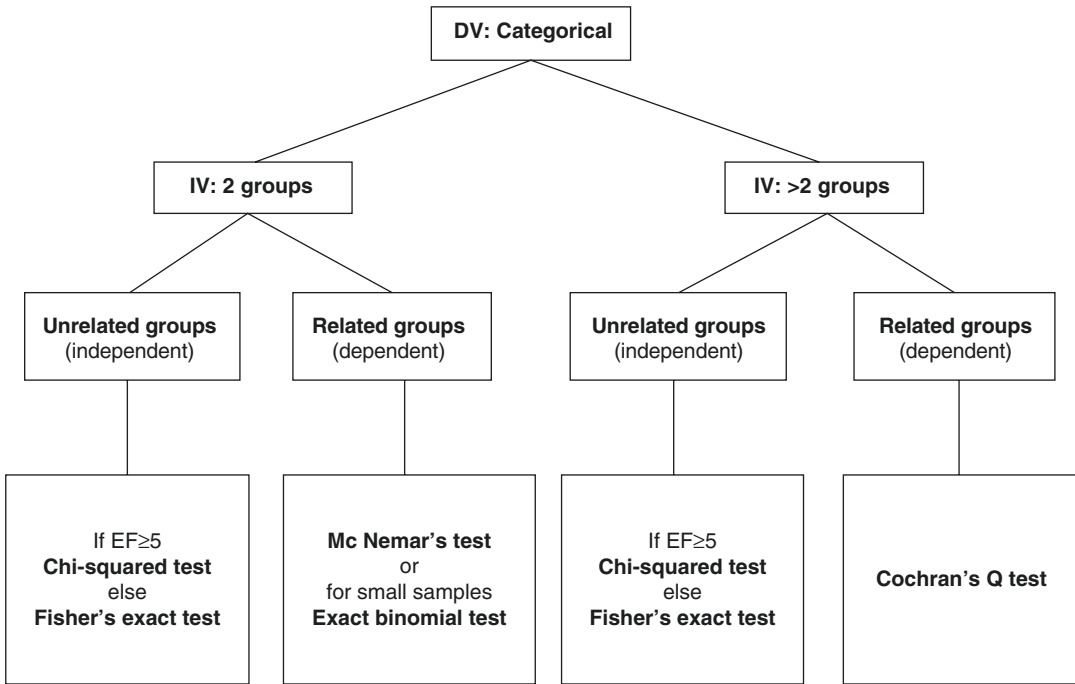 DV: Categorical
IV: 2 groups
IV: >2 groups
Unrelated groups
(independent)
Related groups
(dependent)
Unrelated groups
(independent)
Related groups
(dependent)
If EF≥5
Chi-squared test
else
Fisher's exact test
Mc Nemar's test
or
for small samples
Exact binomial test
If EF≥5
Chi-squared test
else
Fisher's exact test
Cochran's Q test